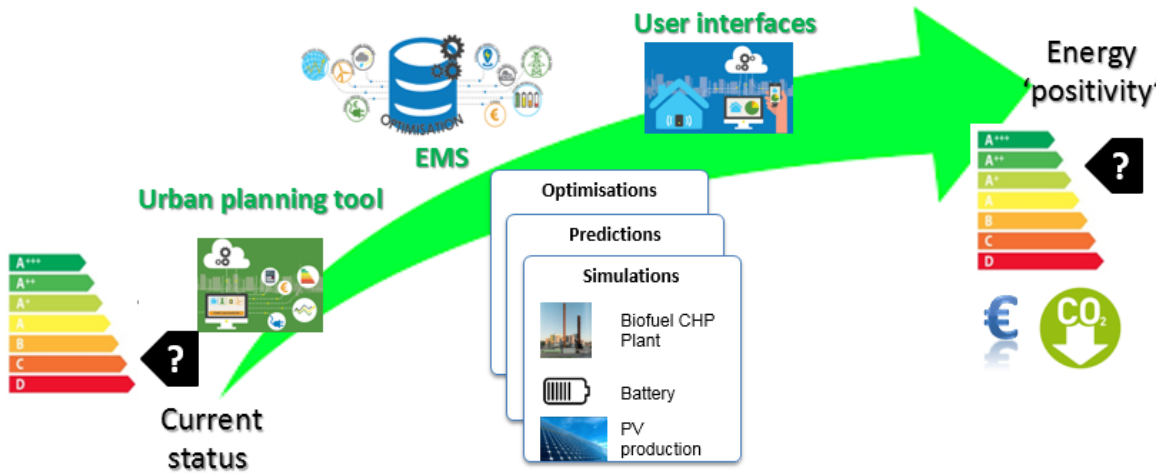 User interfaces
Energy
‘positivity’
OPTIMISATION
EMS
Urban planning tool
Optimisations
Predictions
Simulations
Biofuel CHP
Plant
Battery
PV
production
A+++
A++
A+
A
B
C
D
?
Current
status
A+++
A++
A+
A
B
C
D
?
€
CO2